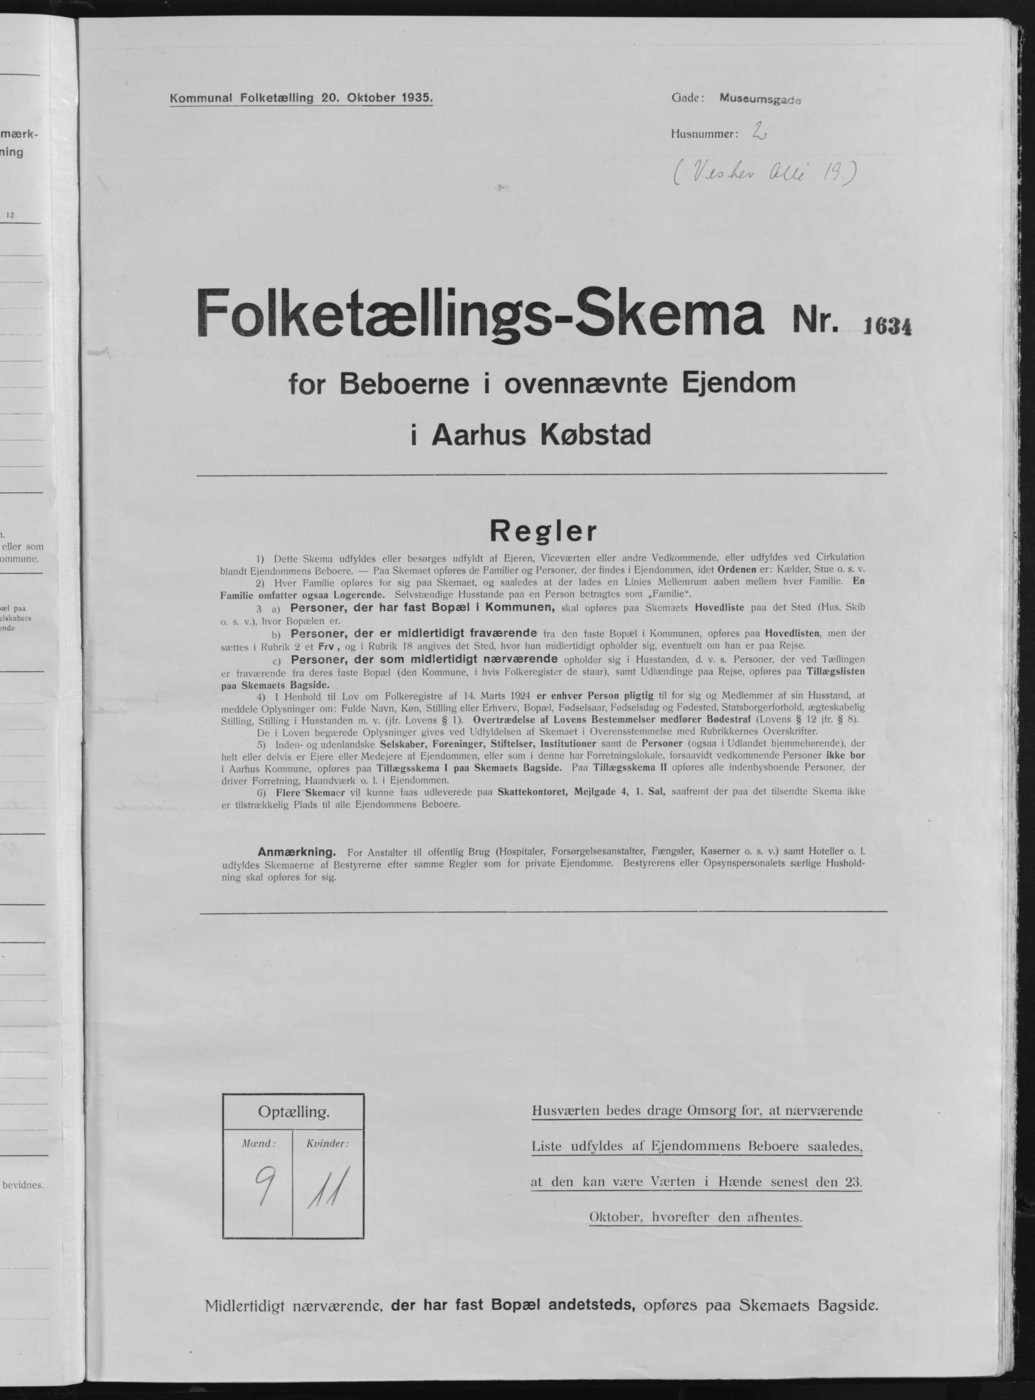 mærk-
ning
12
eller som
ommune.
æl paa
elskabers
ende
bevidnes.
Kommunal Folketælling 20. Oktober 1935.
Gade: Museumsgade
Husnummer: 2
(Vester Allé 19.)
Folketællings-Skema Nr. 1634
for Beboerne i ovennævnte Ejendom
i Aarhus Købstad
Regler
1) Dette Skema udfyldes eller besørges udfyldt af Ejeren, Viceværten eller andre Vedkommende, eller udfyldes ved Cirkulation
blandt Ejendommens Beboere. — Paa Skemaet opføres de Familier og Personer, der findes i Ejendommen, idet Ordenen er: Kælder, Stue o. s. v.
2) Hver Familie opføres for sig paa Skemaet, og saaledes at der lades en Linies Mellemrum aaben mellem hver Familie. En
Familie omfatter ogsaa Logerende. Selvstændige Husstande paa en Person betragtes som „Familie“.
3 a) Personer, der har fast Bopæl i Kommunen, skal opføres paa Skemaets Hovedliste paa det Sted (Hus, Skib
o. s. v.), hvor Bopælen er.
b) Personer, der er midlertidigt fraværende fra den faste Bopæl i Kommunen, opføres paa Hovedlisten, men der
sættes i Rubrik 2 et Frv., og i Rubrik 18 angives det Sted, hvor han midlertidigt opholder sig, eventuelt om han er paa Rejse.
c) Personer, der som midlertidigt nærværende opholder sig i Husstanden, d. v. s. Personer, der ved Tællingen
er fraværende fra deres faste Bopæl (den Kommune, i hvis Folkeregister de staar), samt Udlændinge paa Rejse, opføres paa Tillægslisten
paa Skemaets Bagside.
4) I Henhold til Lov om Folkeregistre af 14. Marts 1924 er enhver Person pligtig til for sig og Medlemmer af sin Husstand, at
meddele Oplysninger om: Fulde Navn, Køn, Stilling eller Erhverv, Bopæl, Fødselsaar, Fødselsdag og Fødested, Statsborgerforhold, ægteskabelig
Stilling, Stilling i Husstanden m. v. (jfr. Lovens § 1). Overtrædelse af Lovens Bestemmelser medfører Bødestraf (Lovens § 12 jfr. § 8).
De i Loven begærede Oplysninger gives ved Udfyldelsen af Skemaet i Overensstemmelse med Rubrikkernes Overskrifter.
5) Inden- og udenlandske Selskaber, Foreninger, Stiftelser, Institutioner samt de Personer (ogsaa i Udlandet hjemmehørende), der
helt eller delvis er Ejere eller Medejere af Ejendommen, eller som i denne har Forretningslokale, forsaavidt vedkommende Personer ikke bor
i Aarhus Kommune, opføres paa Tillægsskema I paa Skemaets Bagside. Paa Tillægsskema II opføres alle indenbysboende Personer, der
driver Forretning, Haandværk o. l. i Ejendommen.
6) Flere Skemaer vil kunne faas udleverede paa Skattekontoret, Mejlgade 4, 1. Sal, saafremt der paa det tilsendte Skema ikke
er tilstrækkelig Plads til alle Ejendommens Beboere.
Anmærkning. For Anstalter til offentlig Brug (Hospitaler, Forsørgelsesanstalter, Fængsler, Kaserner o. s. v.) samt Hoteller o. l.
udfyldes Skemaerne af Bestyrerne efter samme Regler som for private Ejendomme. Bestyrerens eller Opsynspersonalets særlige Hushold-
ning skal opføres for sig.
Optælling.
Mænd: Kvinder:
9 11
Husværten bedes drage Omsorg for, at nærværende
Liste udfyldes af Ejendommens Beboere saaledes,
at den kan være Værten i Hænde senest den 23.
Oktober, hvorefter den afhentes.
Midlertidigt nærværende, der har fast Bopæl andetsteds, opføres paa Skemaets Bagside.